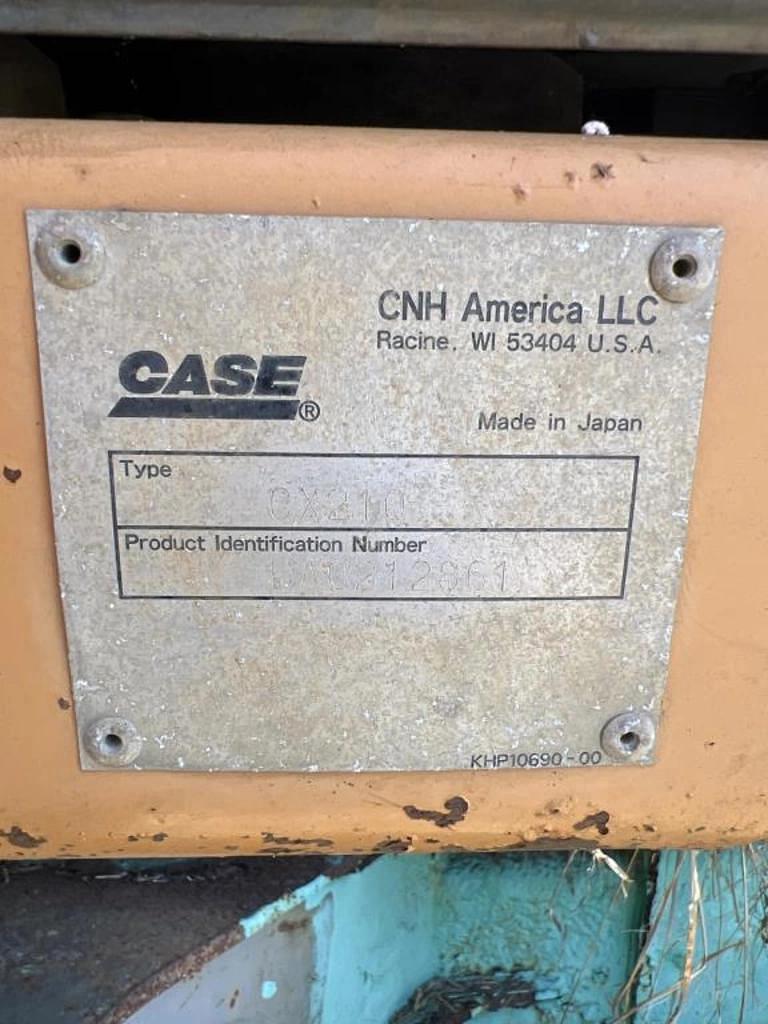 CNH America LLC
Racine, WI 53404 U.S.A.
CASE®
Made in Japan
Type
CX210
Product Identification Number
KHP10690-00